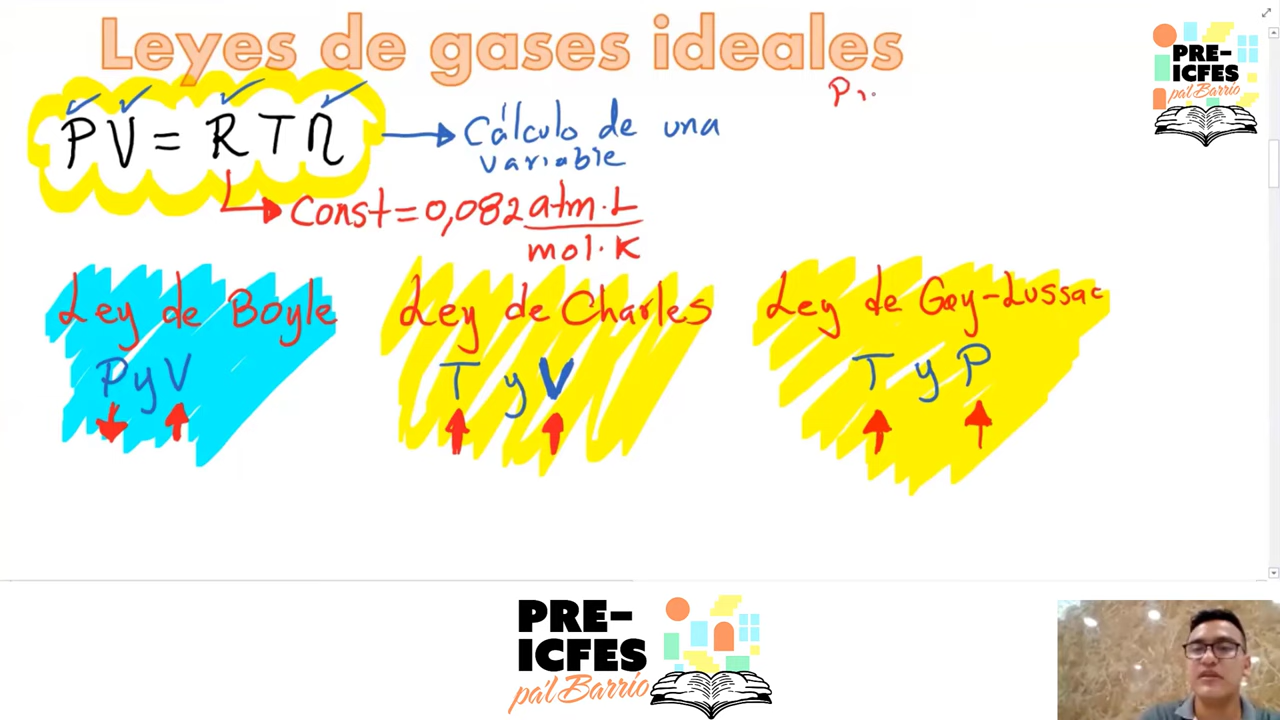 Leyes de gases ideales
PRE-
ICFES
pa'l Barrio
P
PV = RTn
Cálculo de una
variable
Const = 0,082 atm·L
mol·K
Ley de Boyle
P y V
Ley de Charles
T y V
Ley de Gay-Lussac
T y P
PRE-
ICFES
pa'l Barrio